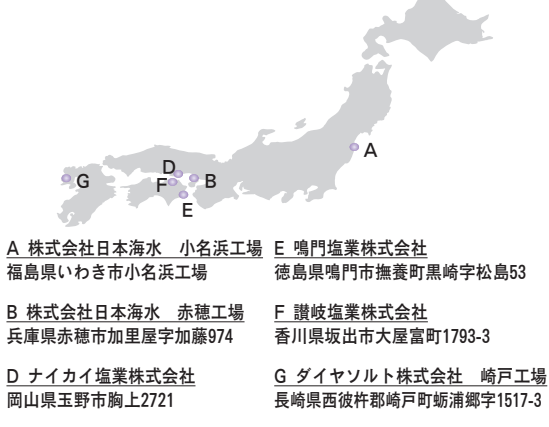 A
D
G
F
B
E
A 株式会社日本海水　小名浜工場
福島県いわき市小名浜工場
B 株式会社日本海水　赤穂工場
兵庫県赤穂市加里屋字加藤974
D ナイカイ塩業株式会社
岡山県玉野市胸上2721
E 鳴門塩業株式会社
徳島県鳴門市撫養町黒崎字松島53
F 讃岐塩業株式会社
香川県坂出市大屋冨町1793-3
G ダイヤソルト株式会社　崎戸工場
長崎県西彼杵郡崎戸町蛎浦郷字1517-3